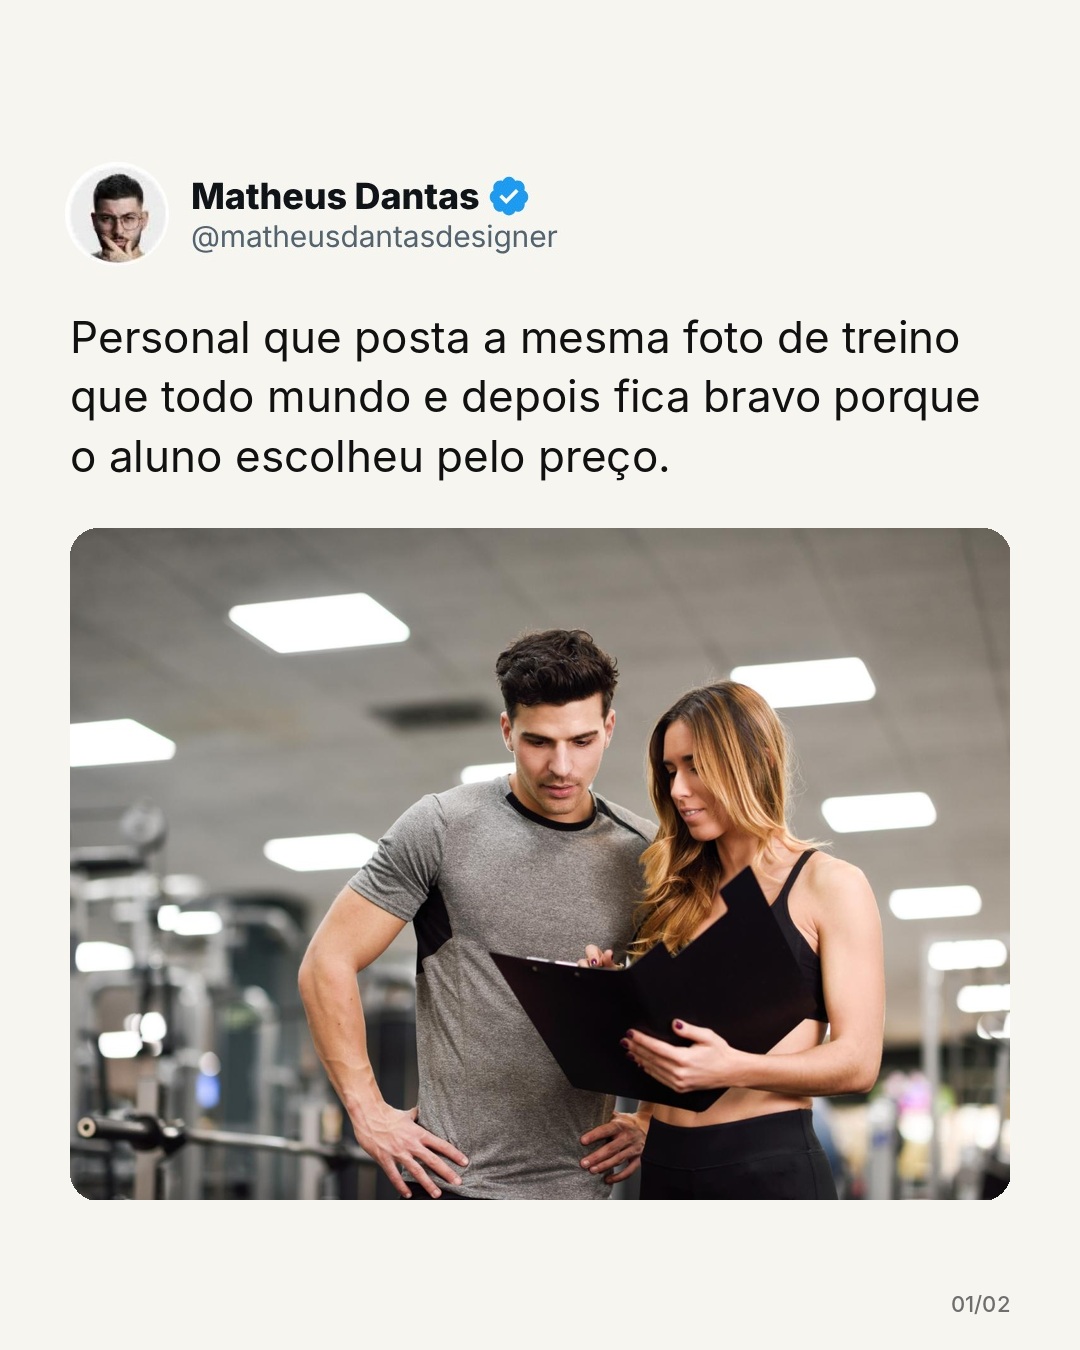 Matheus Dantas
@matheusdantasdesigner
Personal que posta a mesma foto de treino
que todo mundo e depois fica bravo porque
o aluno escolheu pelo preço.
01/02